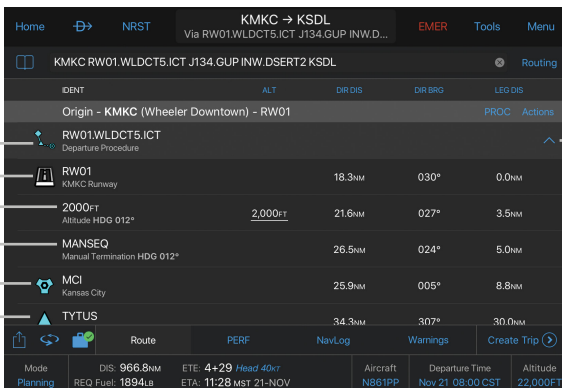 Home D→ NRST KMKC → KSDL EMER Tools Menu
Via RW01.WLDCT5.ICT J134.GUP INW.D...
KMKC RW01.WLDCT5.ICT J134.GUP INW.DSERT2 KSDL Routing
IDENT ALT DIR DIS DIR BRG LEG DIS
Origin - KMKC (Wheeler Downtown) - RW01 PROC Actions
RW01.WLDCT5.ICT
Departure Procedure
RW01 18.3NM 030° 0.0NM
KMKC Runway
2000FT 2,000FT 21.6NM 027° 3.5NM
Altitude HDG 012°
MANSEQ 26.5NM 024° 5.0NM
Manual Termination HDG 012°
MCI 25.9NM 005° 8.8NM
Kansas City
TYTUS 34.3NM 307° 30.0NM
Route PERF NavLog Warnings Create Trip
Mode DIS: 966.8NM ETE: 4+29 Head 40KT Aircraft Departure Time Altitude
Planning REQ Fuel: 1894LB ETA: 11:28 MST 21-NOV N861PP Nov 21 08:00 CST 22,000FT